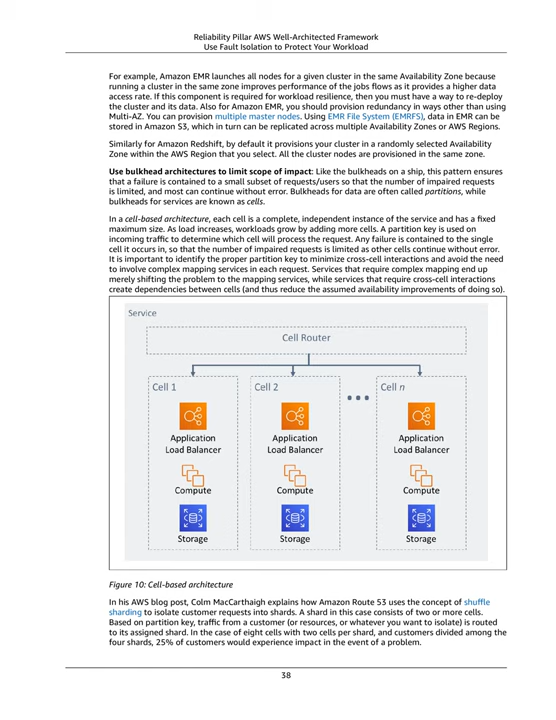 Reliability Pillar AWS Well-Architected Framework
Use Fault Isolation to Protect Your Workload
For example, Amazon EMR launches all nodes for a given cluster in the same Availability Zone because
running a cluster in the same zone improves performance of the jobs flows as it provides a higher data
access rate. If this component is required for workload resilience, then you must have a way to re-deploy
the cluster and its data. Also for Amazon EMR, you should provision redundancy in ways other than using
Multi-AZ. You can provision multiple master nodes. Using EMR File System (EMRFS), data in EMR can be
stored in Amazon S3, which in turn can be replicated across multiple Availability Zones or AWS Regions.
Similarly for Amazon Redshift, by default it provisions your cluster in a randomly selected Availability
Zone within the AWS Region that you select. All the cluster nodes are provisioned in the same zone.
Use bulkhead architectures to limit scope of impact: Like the bulkheads on a ship, this pattern ensures
that a failure is contained to a small subset of requests/users so that the number of impaired requests
is limited, and most can continue without error. Bulkheads for data are often called partitions, while
bulkheads for services are known as cells.
In a cell-based architecture, each cell is a complete, independent instance of the service and has a fixed
maximum size. As load increases, workloads grow by adding more cells. A partition key is used on
incoming traffic to determine which cell will process the request. Any failure is contained to the single
cell it occurs in, so that the number of impaired requests is limited as other cells continue without error.
It is important to identify the proper partition key to minimize cross-cell interactions and avoid the need
to involve complex mapping services in each request. Services that require complex mapping end up
merely shifting the problem to the mapping services, while services that require cross-cell interactions
create dependencies between cells (and thus reduce the assumed availability improvements of doing so).
Service
Cell Router
Cell 1
Cell 2
Cell n
Application
Load Balancer
Application
Load Balancer
Application
Load Balancer
Compute
Compute
Compute
Storage
Storage
Storage
Figure 10: Cell-based architecture
In his AWS blog post, Colm MacCarthaigh explains how Amazon Route 53 uses the concept of shuffle
sharding to isolate customer requests into shards. A shard in this case consists of two or more cells.
Based on partition key, traffic from a customer (or resources, or whatever you want to isolate) is routed
to its assigned shard. In the case of eight cells with two cells per shard, and customers divided among the
four shards, 25% of customers would experience impact in the event of a problem.
38